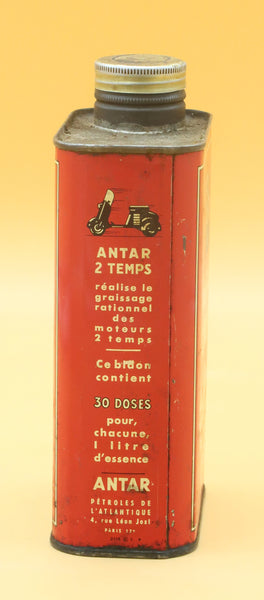 ANTAR
2 TEMPS
réalise le
graissage
rationnel
des
moteurs
2 temps
Ce bidon
contient
30 DOSES
pour,
chacune,
1 litre
d'essence
ANTAR
PÉTROLES DE
L'ATLANTIQUE
4, rue Léon Jost
PARIS 17e